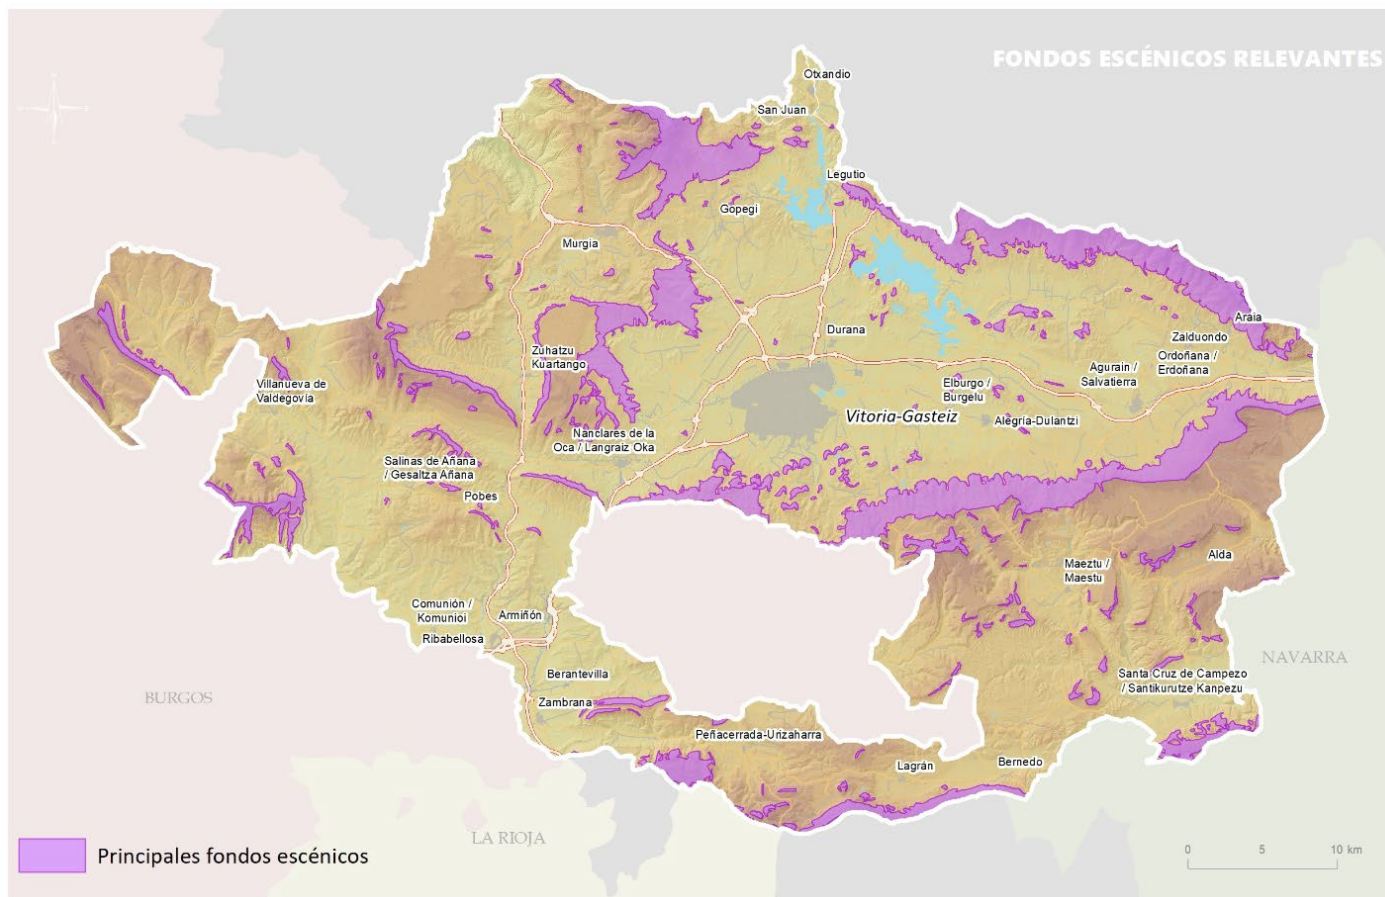 FONDOS ESCÉNICOS RELEVANTES
Otxandio
San Juan
Legutio
Gopegi
Murgia
Araia
Durana
Zalduondo
Zuhatzu
Kuartango
Ordoñana /
Erdoñana
Agurain /
Salvatierra
Villanueva de
Valdegovía
Elburgo /
Burgelu
Vitoria-Gasteiz
Alegría-Dulantzi
Nanclares de la
Oca / Langraiz Oka
Salinas de Añana
/ Gesaltza Añana
Pobes
Alda
Maeztu /
Maestu
Comunión /
Komunioi
Armiñón
Ribabellosa
NAVARRA
Santa Cruz de Campezo
/ Santikurutze Kanpezu
Berantevilla
BURGOS
Zambrana
Peñacerrada-Urizaharra
Lagrán
Bernedo
LA RIOJA
Principales fondos escénicos
0 5 10 km